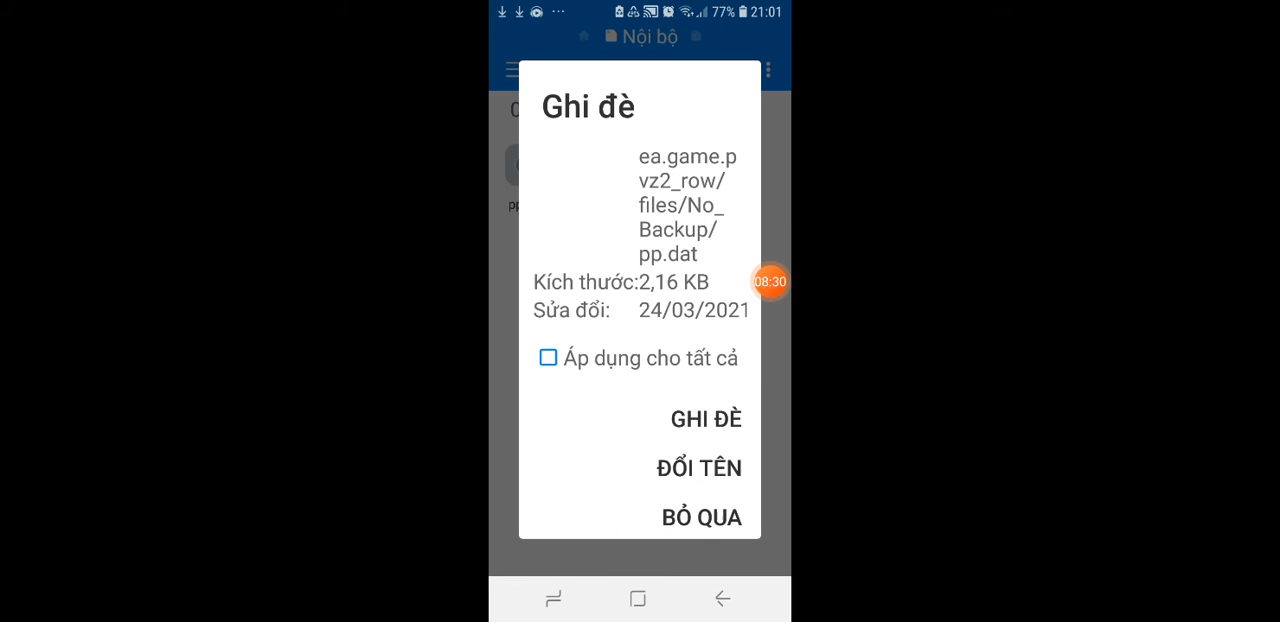 77% 21:01
Nội bộ
Ghi đè
ea.game.p
vz2_row/
files/No_
Backup/
pp.dat
Kích thước:2,16 KB
Sửa đổi: 24/03/2021
08:30
Áp dụng cho tất cả
GHI ĐÈ
ĐỔI TÊN
BỎ QUA